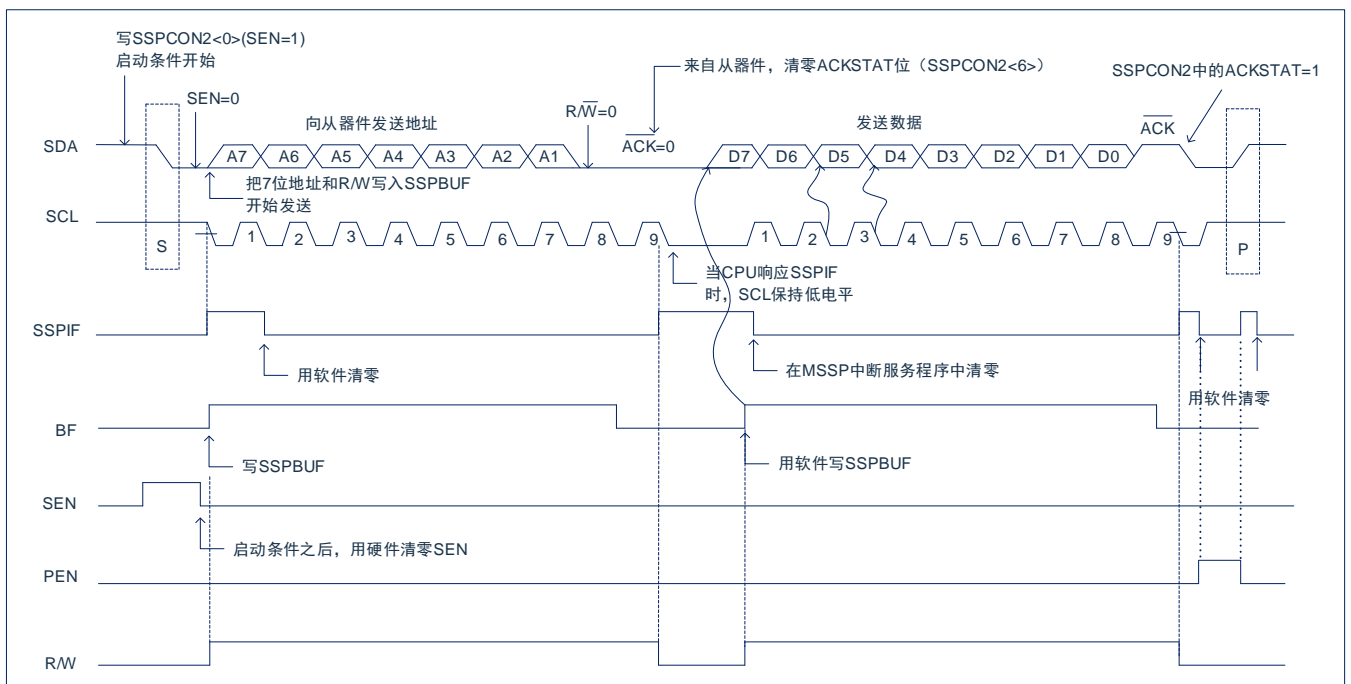 写SSPCON2<0>(SEN=1)
启动条件开始
来自从器件，清零ACKSTAT位（SSPCON2<6>）
SSPCON2中的ACKSTAT=1
SEN=0
向从器件发送地址
R/W=0
ACK=0
发送数据
ACK
SDA
A7 A6 A5 A4 A3 A2 A1
D7 D6 D5 D4 D3 D2 D1 D0
把7位地址和R/W写入SSPBUF
开始发送
SCL
S
1 2 3 4 5 6 7 8 9
1 2 3 4 5 6 7 8 9
P
当CPU响应SSPIF
时，SCL保持低电平
SSPIF
用软件清零
在MSSP中断服务程序中清零
用软件清零
BF
写SSPBUF
用软件写SSPBUF
SEN
启动条件之后，用硬件清零SEN
PEN
R/W